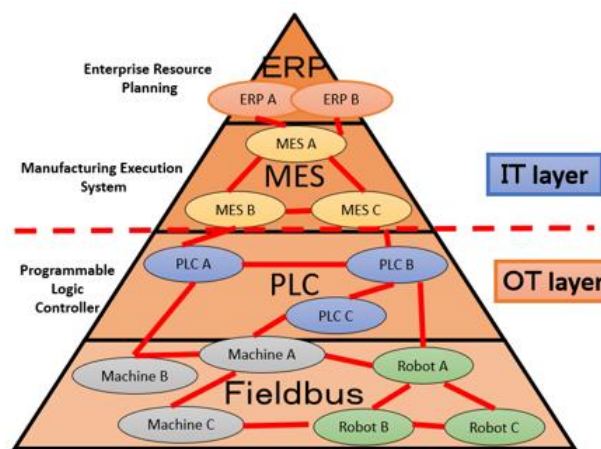 ERP
Enterprise Resource
Planning
ERP A
ERP B
MES A
MES
Manufacturing Execution
System
IT layer
MES B
MES C
PLC A
PLC B
Programmable
Logic
Controller
PLC
OT layer
PLC C
Machine A
Robot A
Machine B
Fieldbus
Machine C
Robot B
Robot C